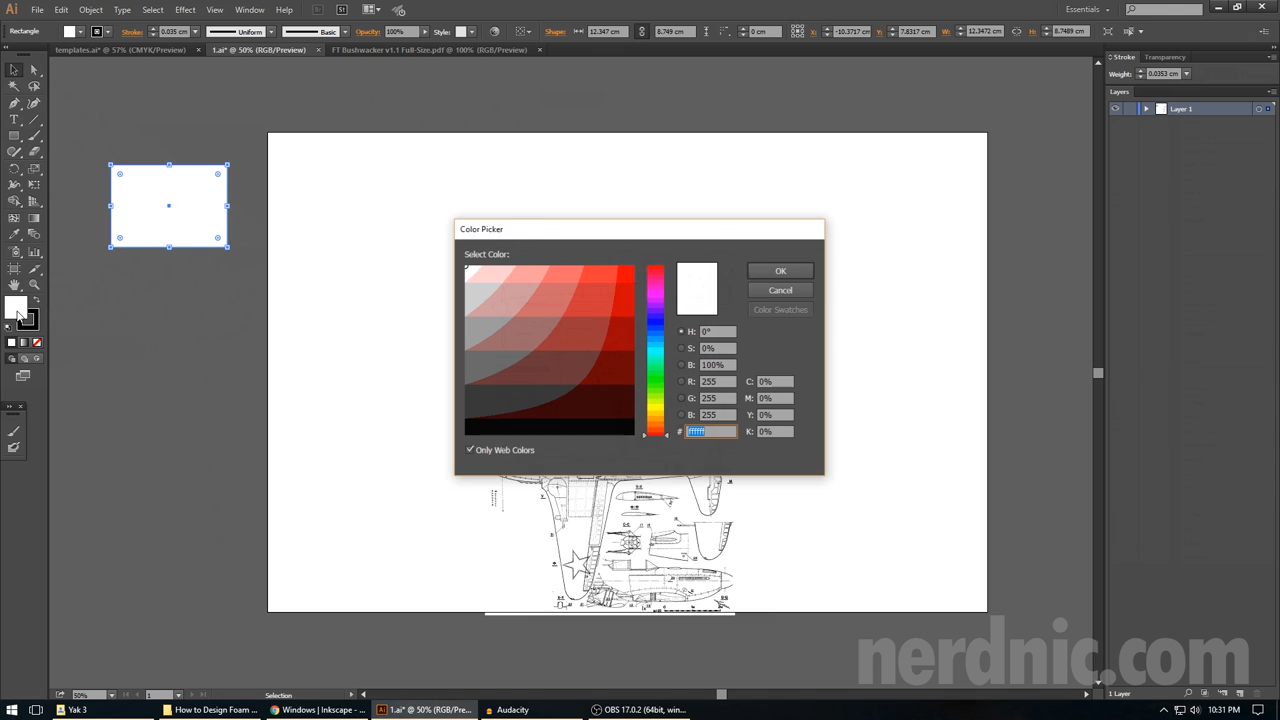 Ai File Edit Object Type Select Effect View Window Help Br St Essentials
Rectangle Stroke: 0.035 cm Uniform Basic Opacity: 100% Style: Shape: 12.347 cm 8.749 cm 0 cm X: -10.3717 cm Y: 7.8317 cm W: 12.3472 cm H: 8.7489 cm
templates.ai* @ 57% (CMYK/Preview) × 1.ai* @ 50% (RGB/Preview) × FT Bushwacker v1.1 Full-Size.pdf @ 100% (RGB/Preview) ×
Stroke Transparency
Weight: 0.0353 cm
Layers
Layer 1
Color Picker
Select Color:
OK
Cancel
Color Swatches
H: 0°
S: 0%
B: 100%
R: 255 C: 0%
G: 255 M: 0%
B: 255 Y: 0%
# ffffff K: 0%
Only Web Colors
nerdnic.com
50% 1 Selection 1 Layer
Yak 3 How to Design Foam ... Windows | Inkscape ... 1.ai* @ 50% (RGB/Pre... Audacity OBS 17.0.2 (64bit, win... 10:31 PM